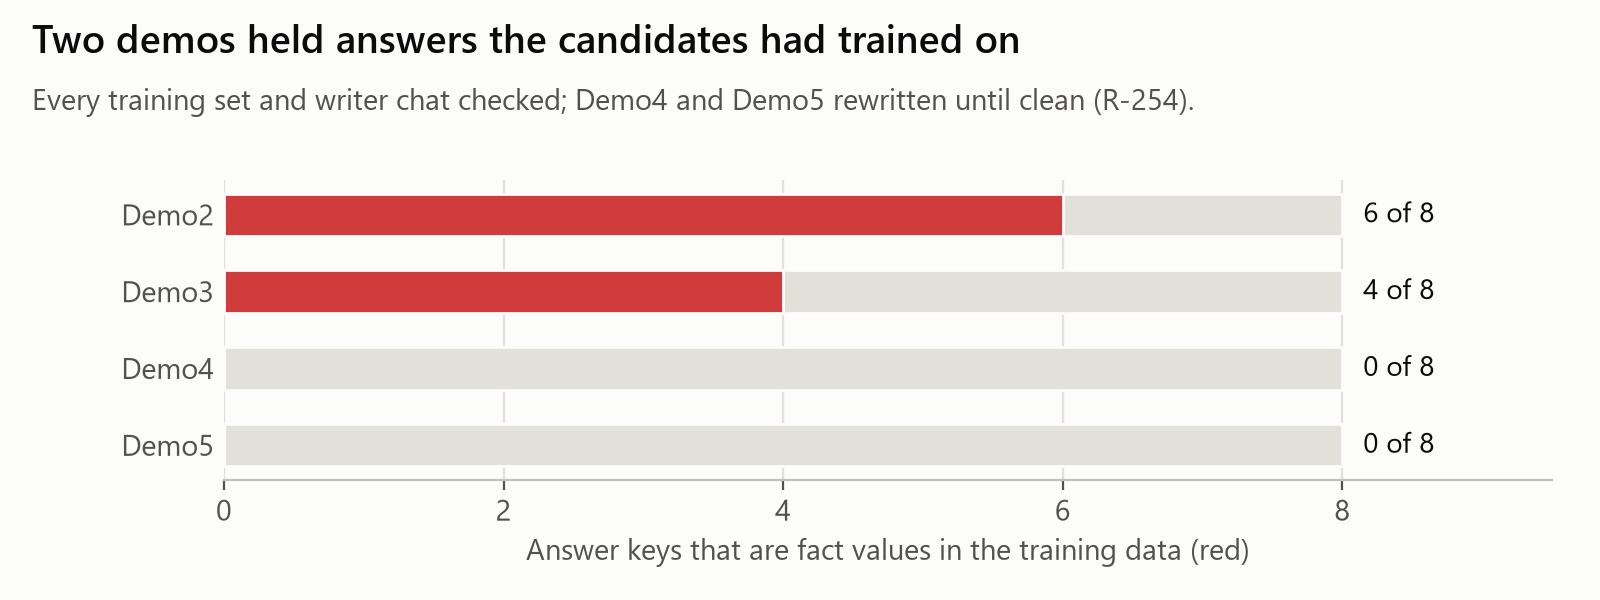 Two demos held answers the candidates had trained on
Every training set and writer chat checked; Demo4 and Demo5 rewritten until clean (R-254).
Demo2 6 of 8
Demo3 4 of 8
Demo4 0 of 8
Demo5 0 of 8
0 2 4 6 8
Answer keys that are fact values in the training data (red)